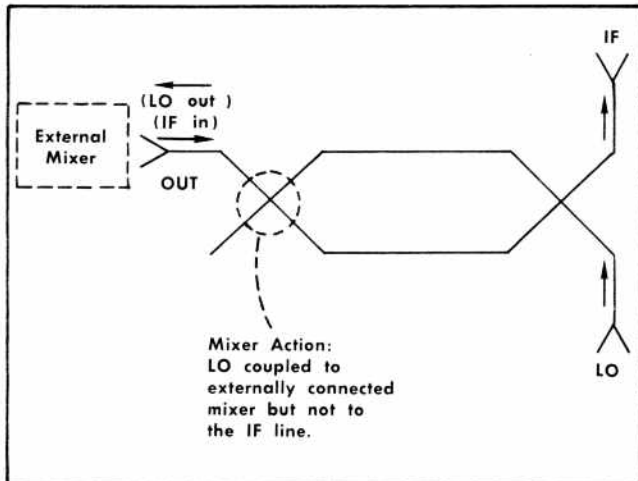 IF
(LO out)
(IF in)
External
Mixer
OUT
Mixer Action:
LO coupled to
externally connected
mixer but not to
the IF line.
LO